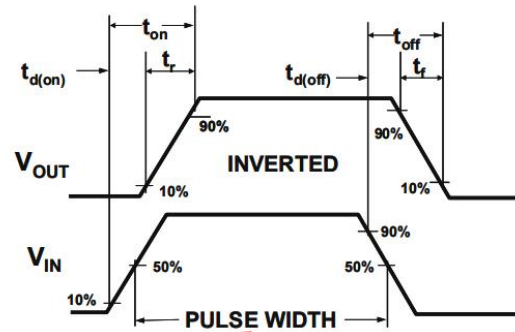 ton
toff
td(on)
tr
td(off)
tf
90%
90%
VOUT
INVERTED
10%
10%
VIN
90%
50%
50%
10%
PULSE WIDTH